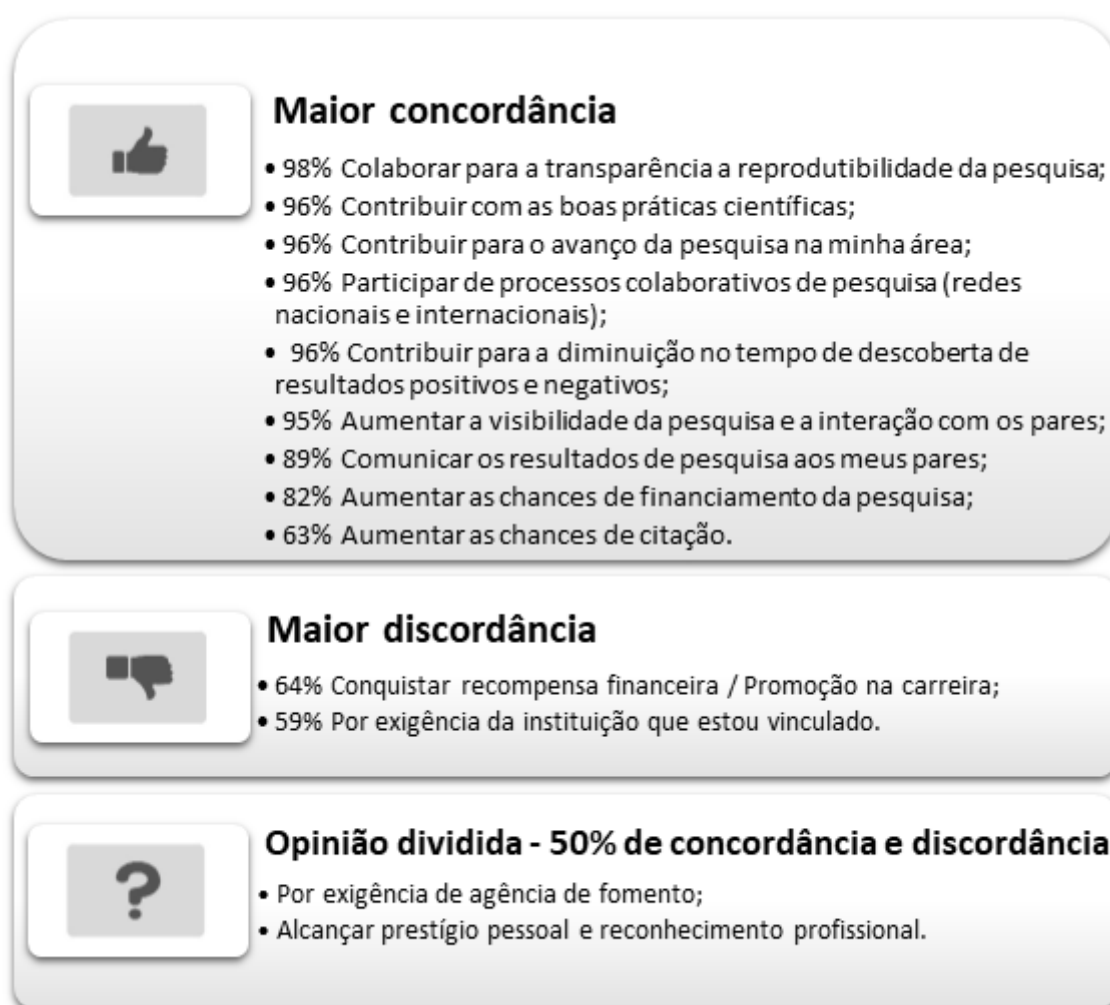 Maior concordância
• 98% Colaborar para a transparência a reprodutibilidade da pesquisa;
• 96% Contribuir com as boas práticas científicas;
• 96% Contribuir para o avanço da pesquisa na minha área;
• 96% Participar de processos colaborativos de pesquisa (redes
nacionais e internacionais);
• 96% Contribuir para a diminuição no tempo de descoberta de
resultados positivos e negativos;
• 95% Aumentar a visibilidade da pesquisa e a interação com os pares;
• 89% Comunicar os resultados de pesquisa aos meus pares;
• 82% Aumentar as chances de financiamento da pesquisa;
• 63% Aumentar as chances de citação.
Maior discordância
• 64% Conquistar recompensa financeira / Promoção na carreira;
• 59% Por exigência da instituição que estou vinculado.
Opinião dividida - 50% de concordância e discordância
• Por exigência de agência de fomento;
• Alcançar prestígio pessoal e reconhecimento profissional.